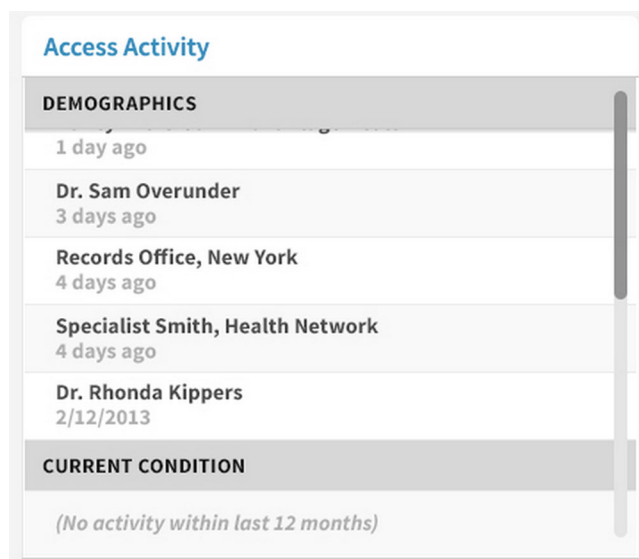 Access Activity
DEMOGRAPHICS
1 day ago
Dr. Sam Overunder
3 days ago
Records Office, New York
4 days ago
Specialist Smith, Health Network
4 days ago
Dr. Rhonda Kippers
2/12/2013
CURRENT CONDITION
(No activity within last 12 months)